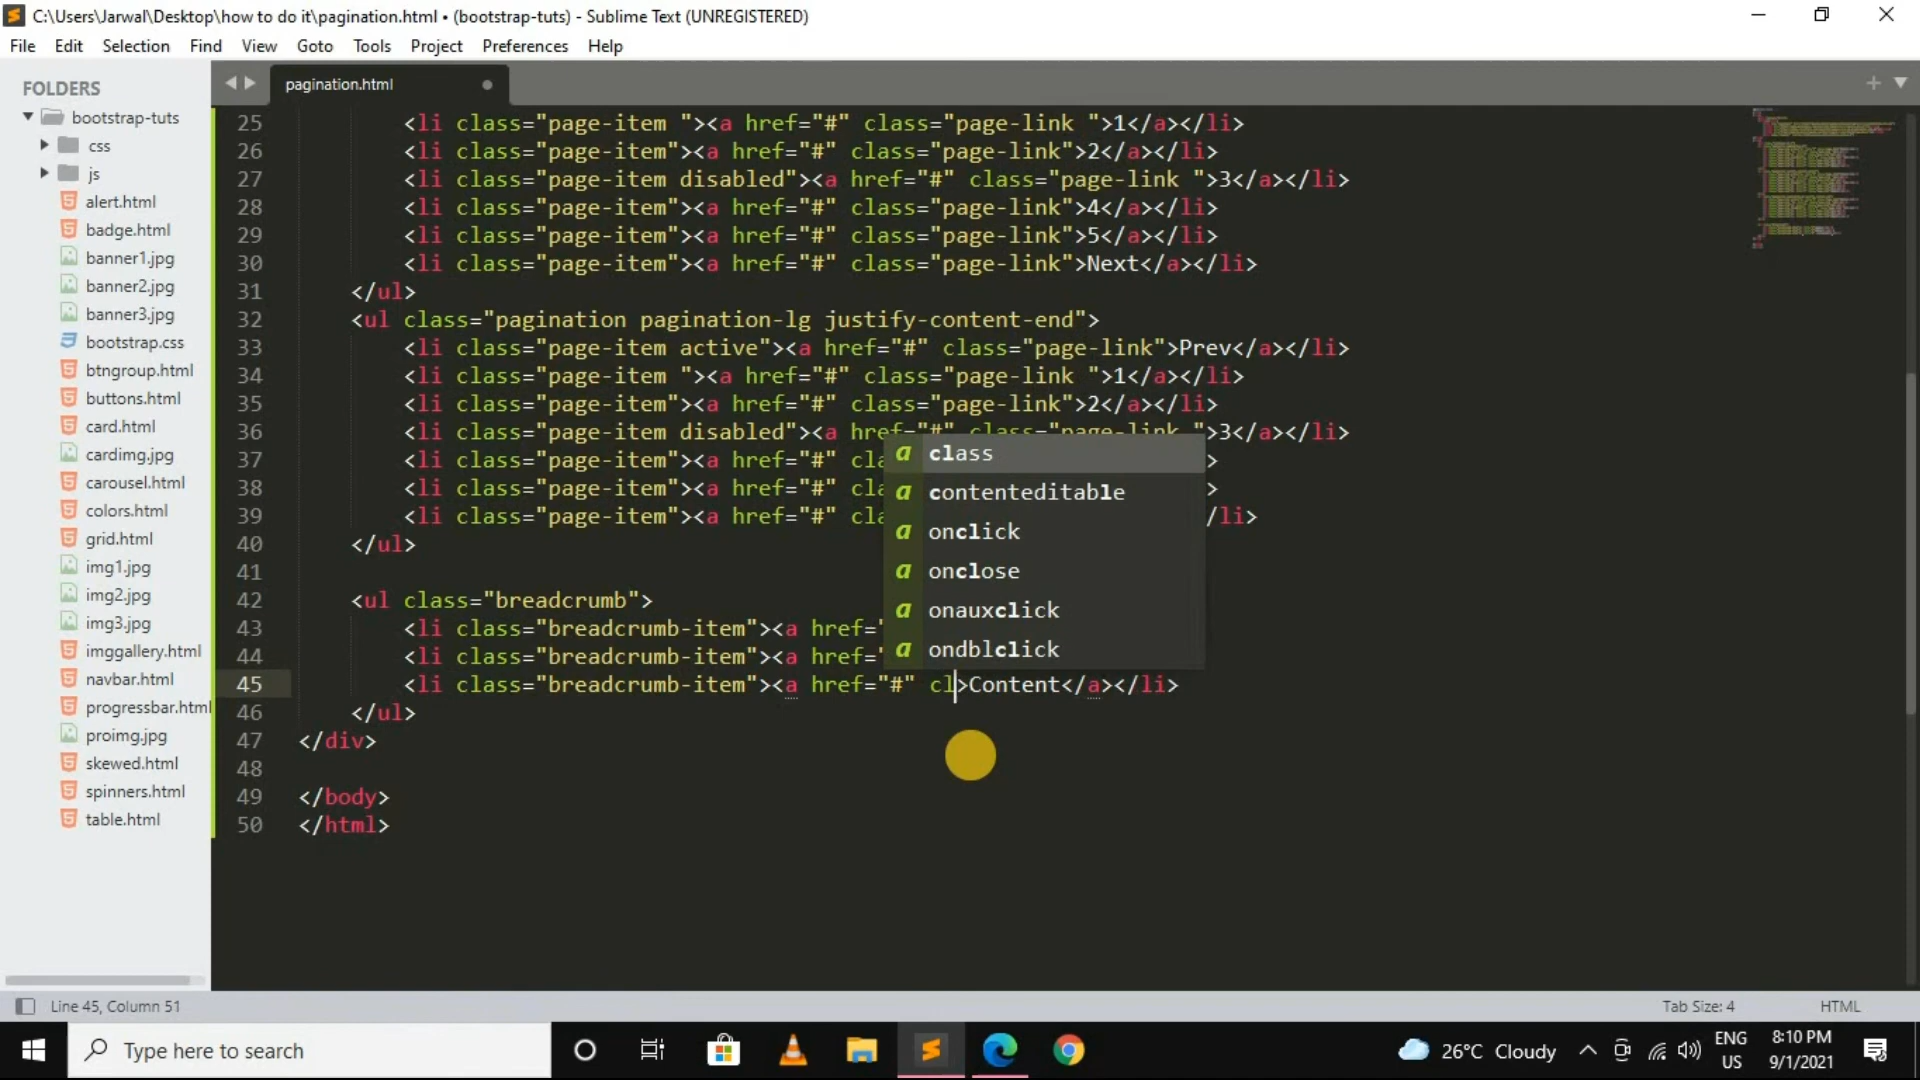 C:\Users\Jarwal\Desktop\how to do it\pagination.html • (bootstrap-tuts) - Sublime Text (UNREGISTERED)
File Edit Selection Find View Goto Tools Project Preferences Help
FOLDERS
bootstrap-tuts
css
js
alert.html
badge.html
banner1.jpg
banner2.jpg
banner3.jpg
bootstrap.css
btngroup.html
buttons.html
card.html
cardimg.jpg
carousel.html
colors.html
grid.html
img1.jpg
img2.jpg
img3.jpg
imggallery.html
navbar.html
progressbar.html
proimg.jpg
skewed.html
spinners.html
table.html
pagination.html
25 <li class="page-item "><a href="#" class="page-link ">1</a></li>
26 <li class="page-item"><a href="#" class="page-link">2</a></li>
27 <li class="page-item disabled"><a href="#" class="page-link ">3</a></li>
28 <li class="page-item"><a href="#" class="page-link">4</a></li>
29 <li class="page-item"><a href="#" class="page-link">5</a></li>
30 <li class="page-item"><a href="#" class="page-link">Next</a></li>
31 </ul>
32 <ul class="pagination pagination-lg justify-content-end">
33 <li class="page-item active"><a href="#" class="page-link">Prev</a></li>
34 <li class="page-item "><a href="#" class="page-link ">1</a></li>
35 <li class="page-item"><a href="#" class="page-link">2</a></li>
36 <li class="page-item disabled"><a href="#" class="page-link ">3</a></li>
37 <li class="page-item"><a href="#" cla >
38 <li class="page-item"><a href="#" cla >
39 <li class="page-item"><a href="#" cla /li>
40 </ul>
41
42 <ul class="breadcrumb">
43 <li class="breadcrumb-item"><a href="
44 <li class="breadcrumb-item"><a href="
45 <li class="breadcrumb-item"><a href="#" cl>Content</a></li>
46 </ul>
47 </div>
48
49 </body>
50 </html>
a class
a contenteditable
a onclick
a onclose
a onauxclick
a ondblclick
Line 45, Column 51
Tab Size: 4
HTML
Type here to search
26°C Cloudy
ENG
US
8:10 PM
9/1/2021